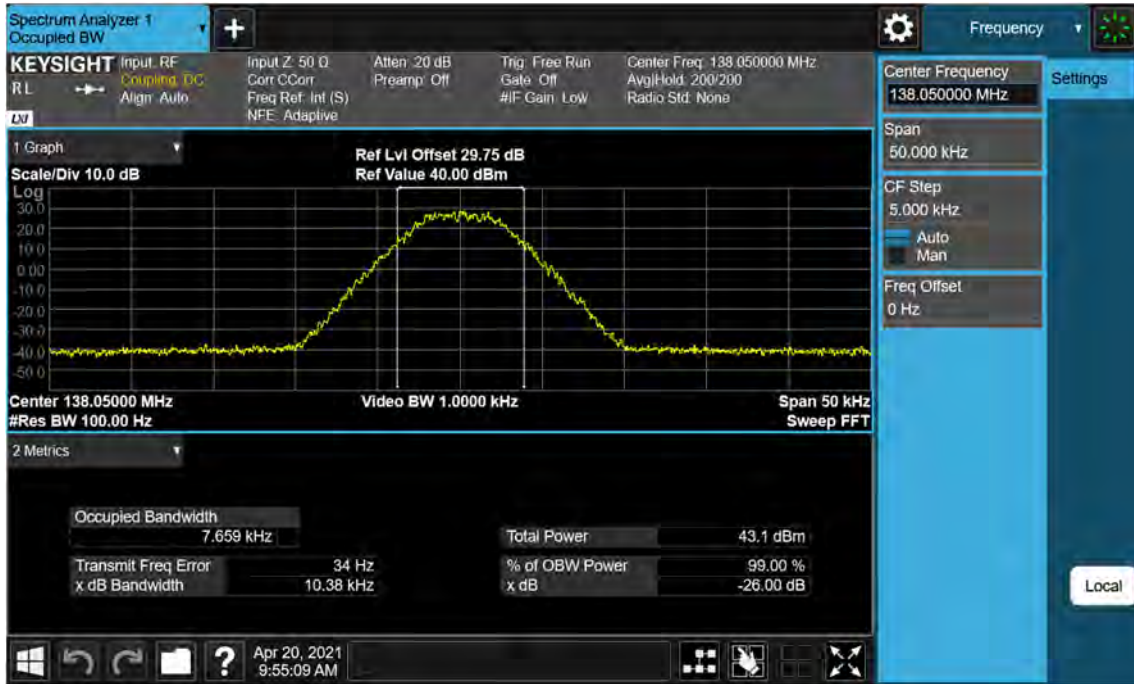 Spectrum Analyzer 1
Occupied BW
+
Frequency
KEYSIGHT
RL
LXI
Input: RF
Coupling: DC
Align: Auto
Input Z: 50 Ω
Corr CCorr
Freq Ref: Int (S)
NFE: Adaptive
Atten: 20 dB
Preamp: Off
Trig: Free Run
Gate: Off
#IF Gain: Low
Center Freq: 138.050000 MHz
Avg|Hold: 200/200
Radio Std: None
Center Frequency
138.050000 MHz
Settings
Span
50.000 kHz
CF Step
5.000 kHz
Auto
Man
Freq Offset
0 Hz
1 Graph
Scale/Div 10.0 dB
Ref Lvl Offset 29.75 dB
Ref Value 40.00 dBm
Log
30.0
20.0
10.0
0.00
-10.0
-20.0
-30.0
-40.0
-50.0
Center 138.05000 MHz
#Res BW 100.00 Hz
Video BW 1.0000 kHz
Span 50 kHz
Sweep FFT
2 Metrics
Occupied Bandwidth
7.659 kHz
Transmit Freq Error 34 Hz
x dB Bandwidth 10.38 kHz
Total Power 43.1 dBm
% of OBW Power 99.00 %
x dB -26.00 dB
Local
?
Apr 20, 2021
9:55:09 AM